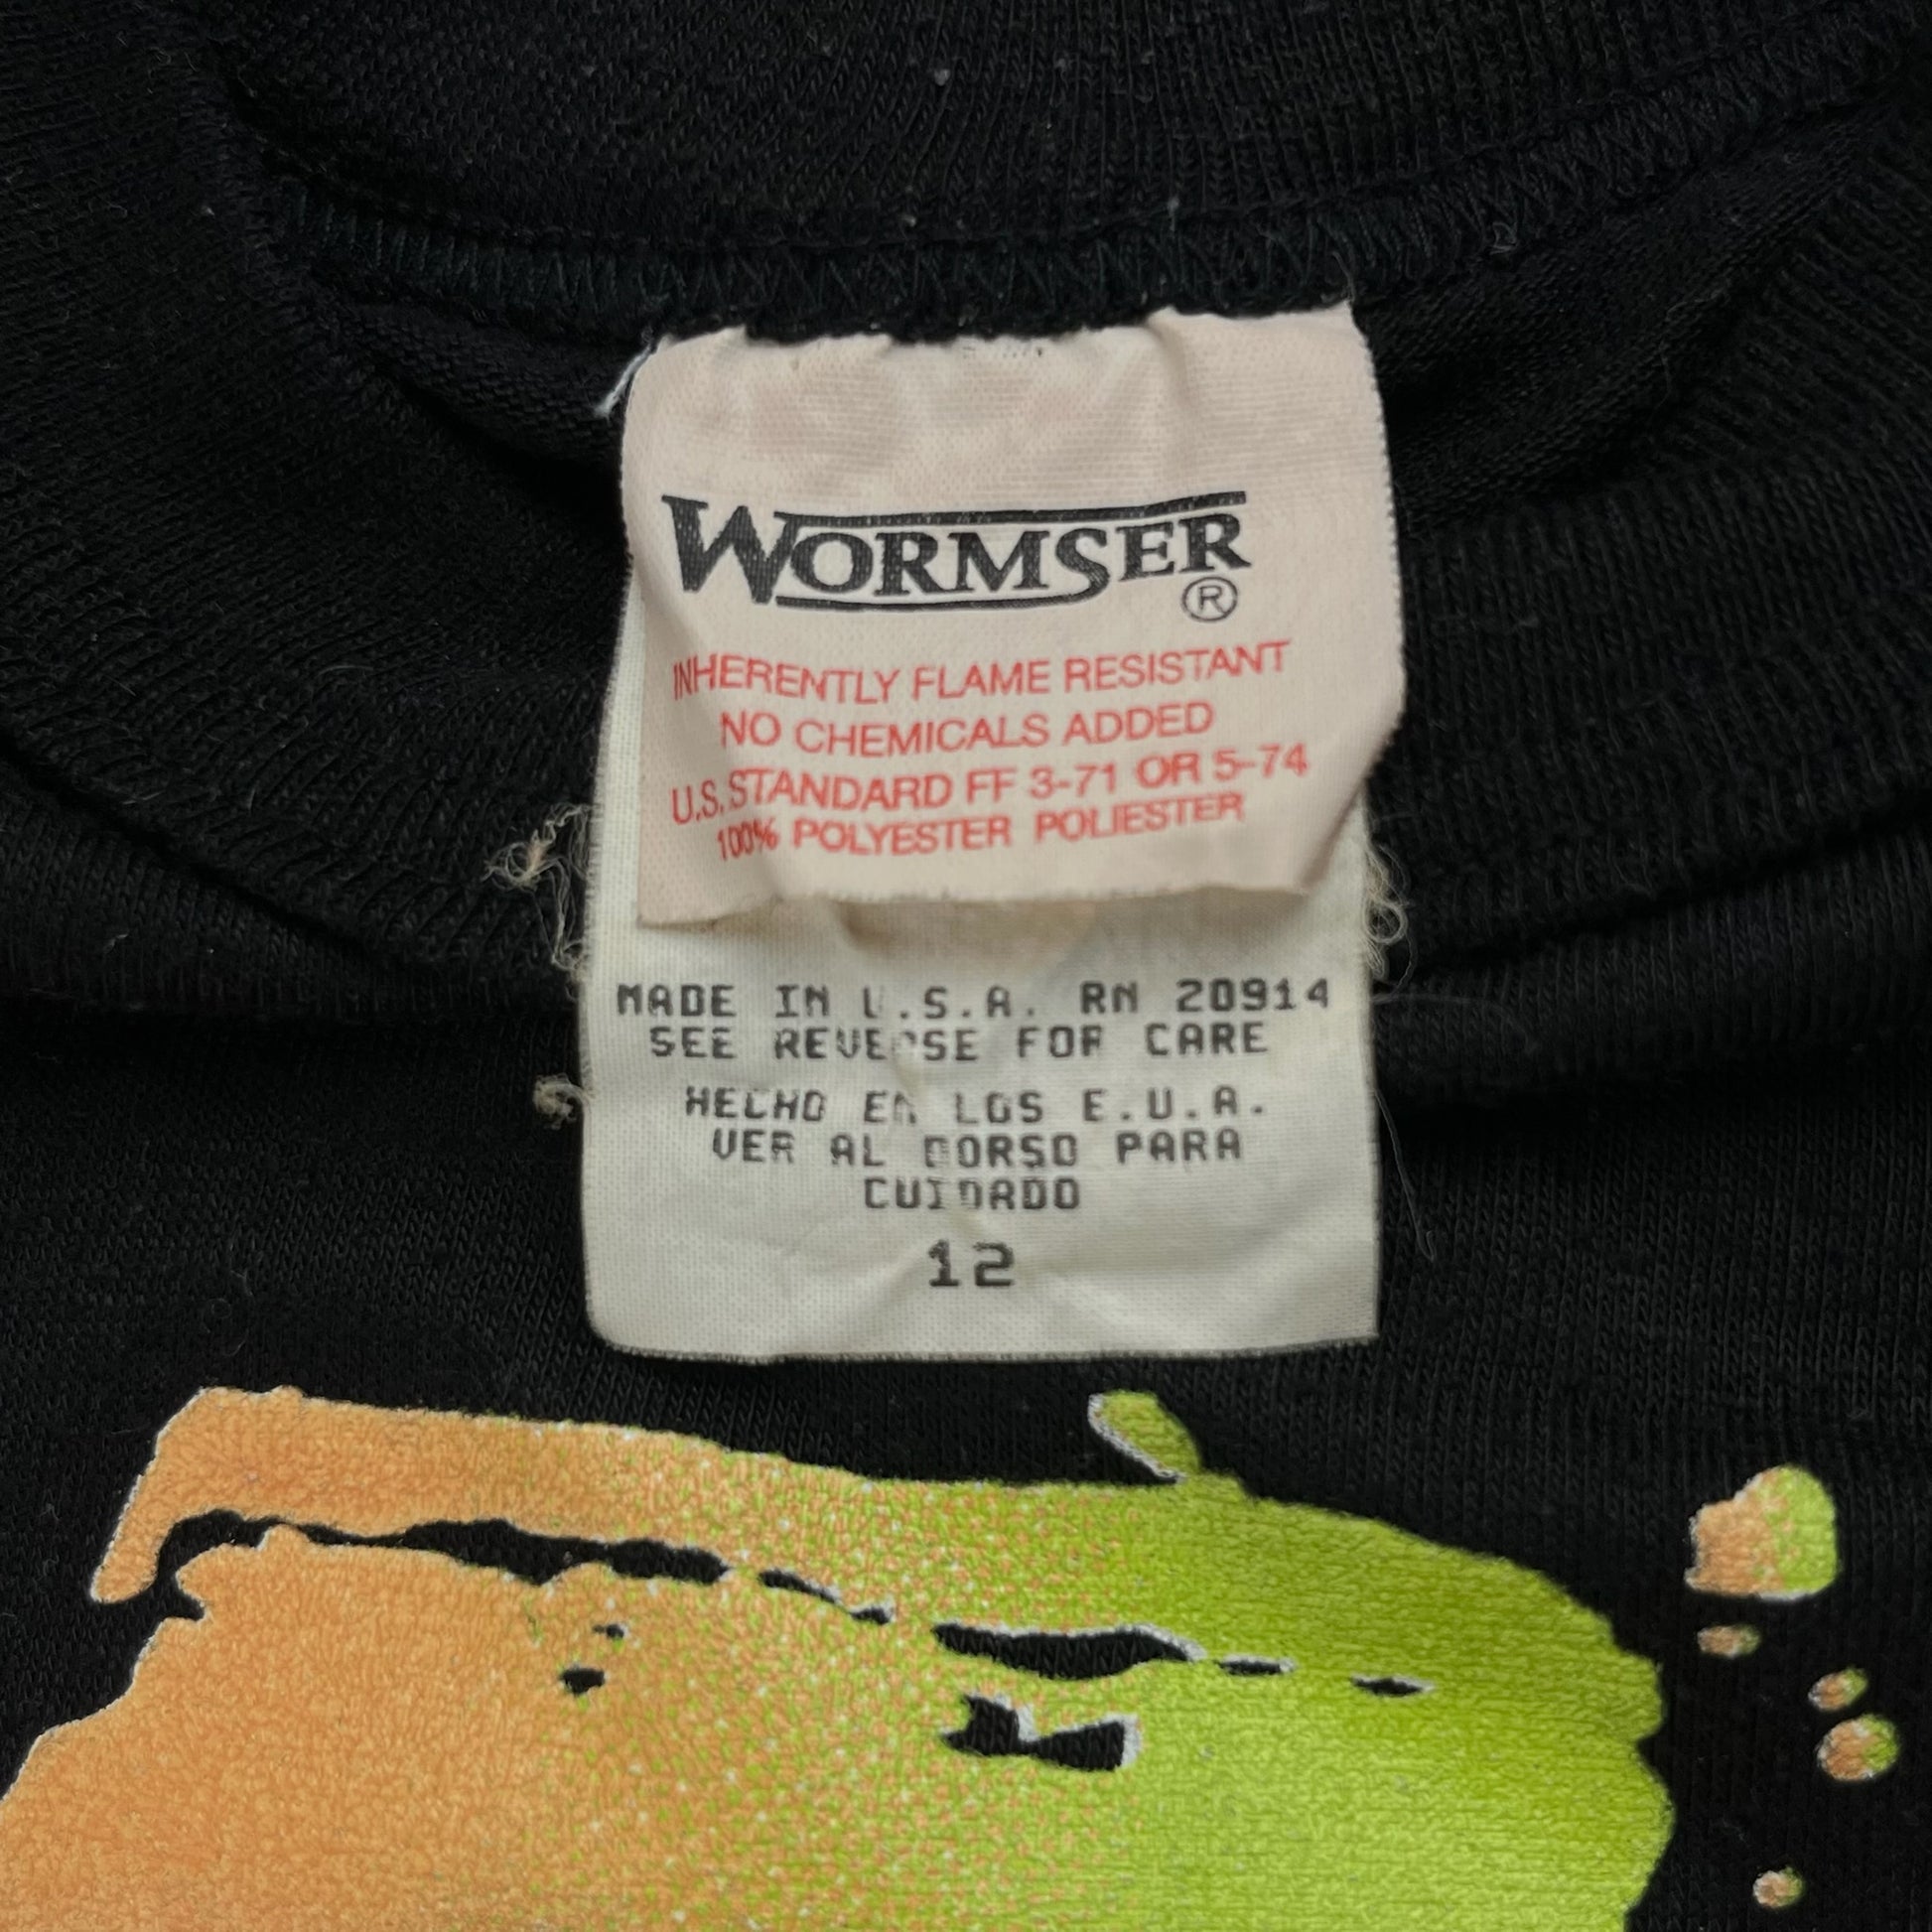 WORMSER ®
INHERENTLY FLAME RESISTANT
NO CHEMICALS ADDED
U.S. STANDARD FF 3-71 OR 5-74
100% POLYESTER POLIESTER
MADE IN U.S.A. RN 20914
SEE REVERSE FOR CARE
HECHO EN LOS E.U.A.
VER AL DORSO PARA
CUIDADO
12